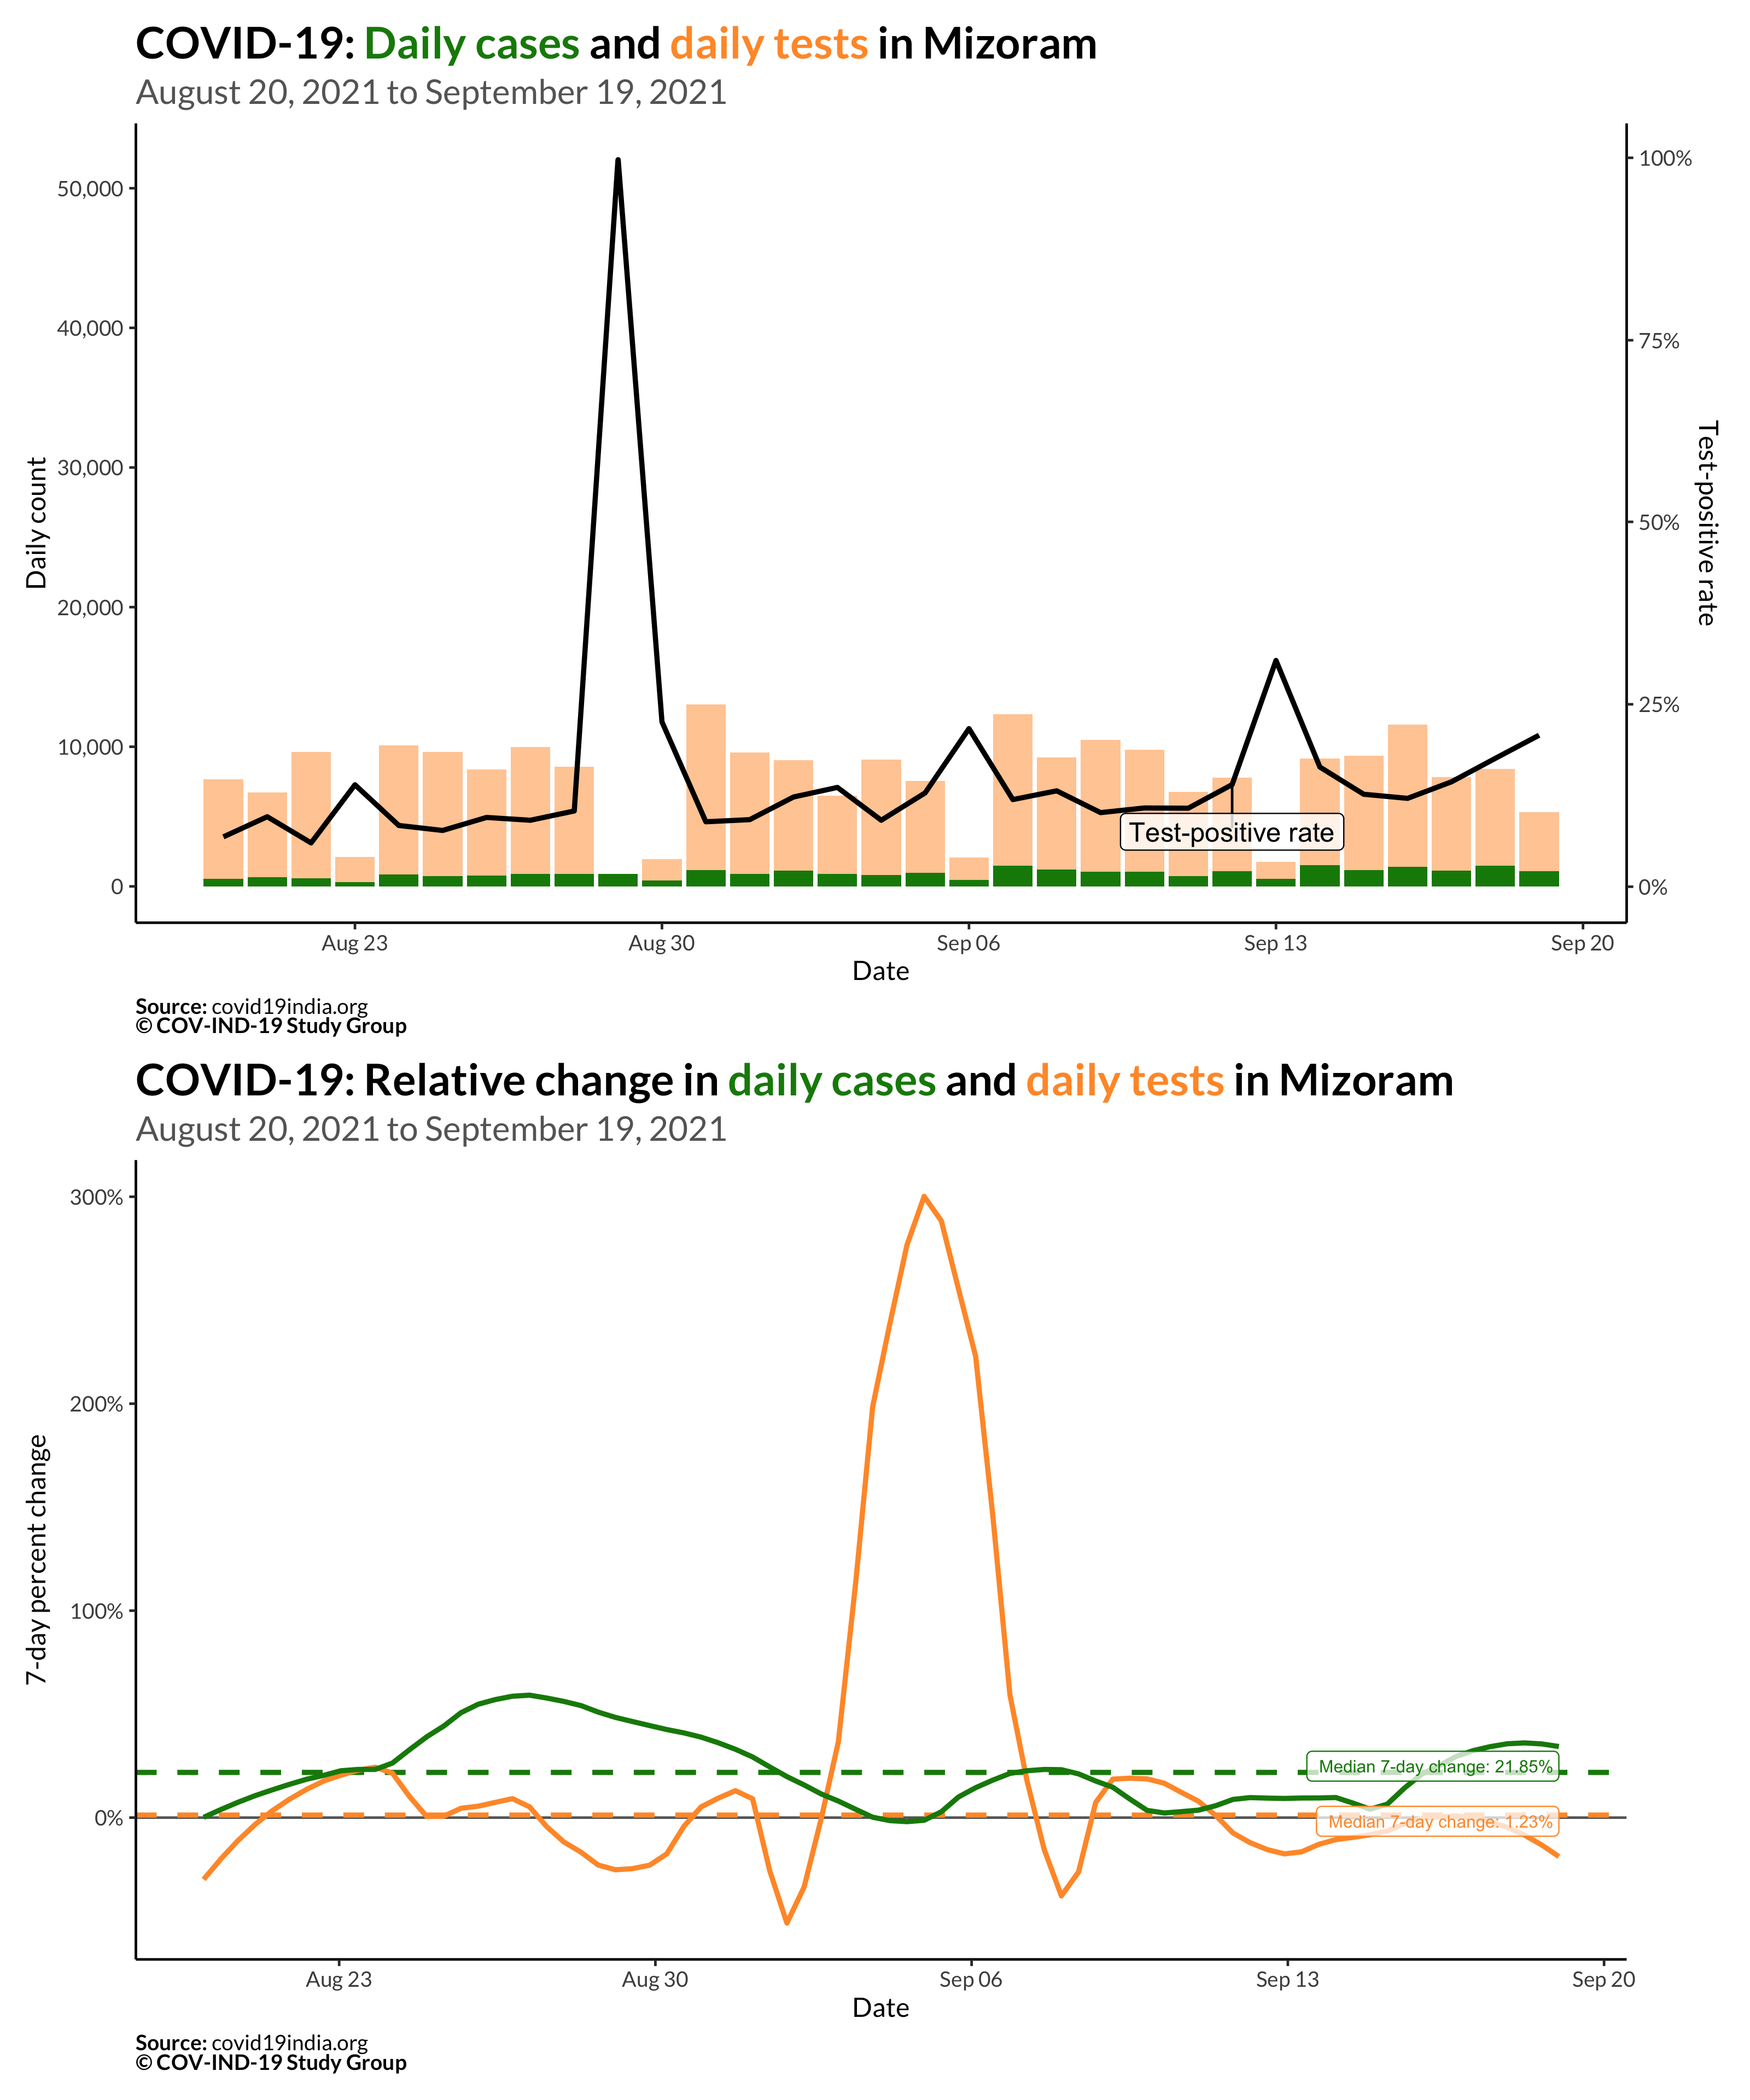 COVID-19: Daily cases and daily tests in Mizoram
August 20, 2021 to September 19, 2021
Daily count
50,000
40,000
30,000
20,000
10,000
0
100%
75%
50%
25%
0%
Test-positive rate
Test-positive rate
Aug 23
Aug 30
Sep 06
Sep 13
Sep 20
Date
Source: covid19india.org
© COV-IND-19 Study Group
COVID-19: Relative change in daily cases and daily tests in Mizoram
August 20, 2021 to September 19, 2021
7-day percent change
300%
200%
100%
0%
Median 7-day change: 21.85%
Median 7-day change: 1.23%
Aug 23
Aug 30
Sep 06
Sep 13
Sep 20
Date
Source: covid19india.org
© COV-IND-19 Study Group